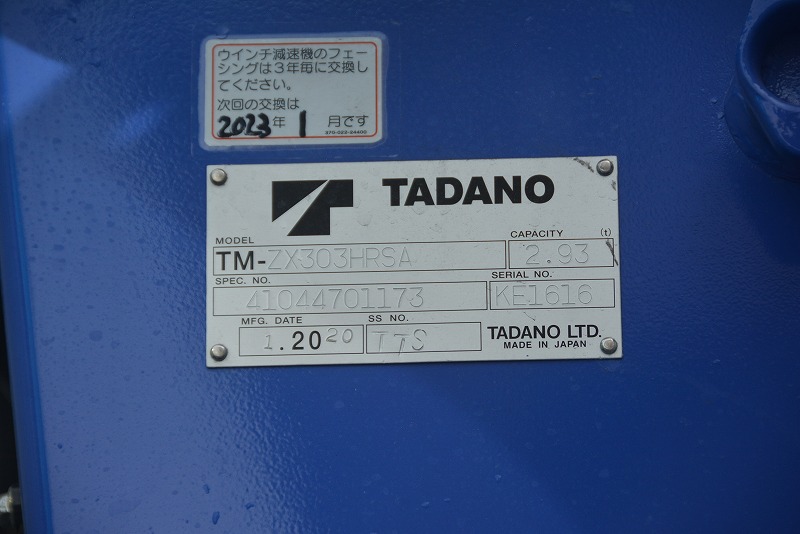 ウインチ減速機のフェー
シングは3年毎に交換し
てください。
次回の交換は
2023年 1 月です
370-023-24400
TADANO
MODEL
TM-ZX303HRSA
CAPACITY (t)
2.93
SPEC. NO.
41044701173
SERIAL NO.
KE1616
MFG. DATE
1.2020
SS NO.
TTS
TADANO LTD.
MADE IN JAPAN